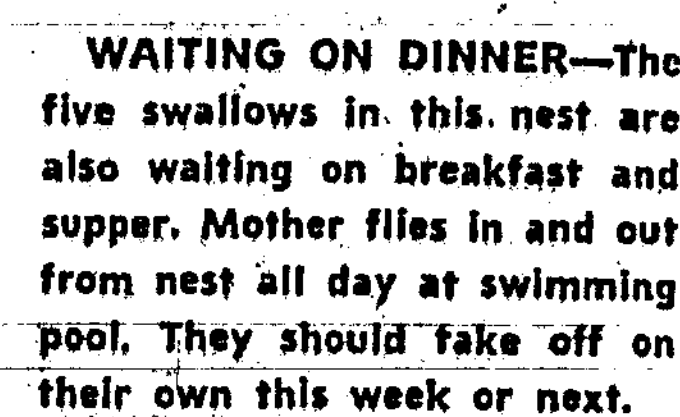 WAITING ON DINNER—The
five swallows in this nest are
also waiting on breakfast and
supper. Mother flies in and out
from nest all day at swimming
pool. They should take off on
their own this week or next.